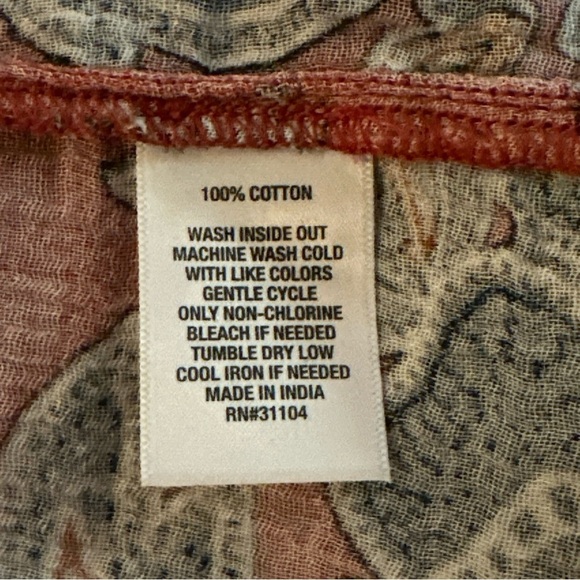 100% COTTON
WASH INSIDE OUT
MACHINE WASH COLD
WITH LIKE COLORS
GENTLE CYCLE
ONLY NON-CHLORINE
BLEACH IF NEEDED
TUMBLE DRY LOW
COOL IRON IF NEEDED
MADE IN INDIA
RN#31104